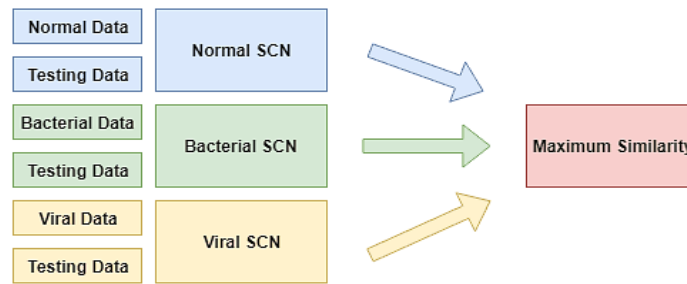 Normal Data
Normal SCN
Testing Data
Bacterial Data
Bacterial SCN
Maximum Similarity
Testing Data
Viral Data
Viral SCN
Testing Data